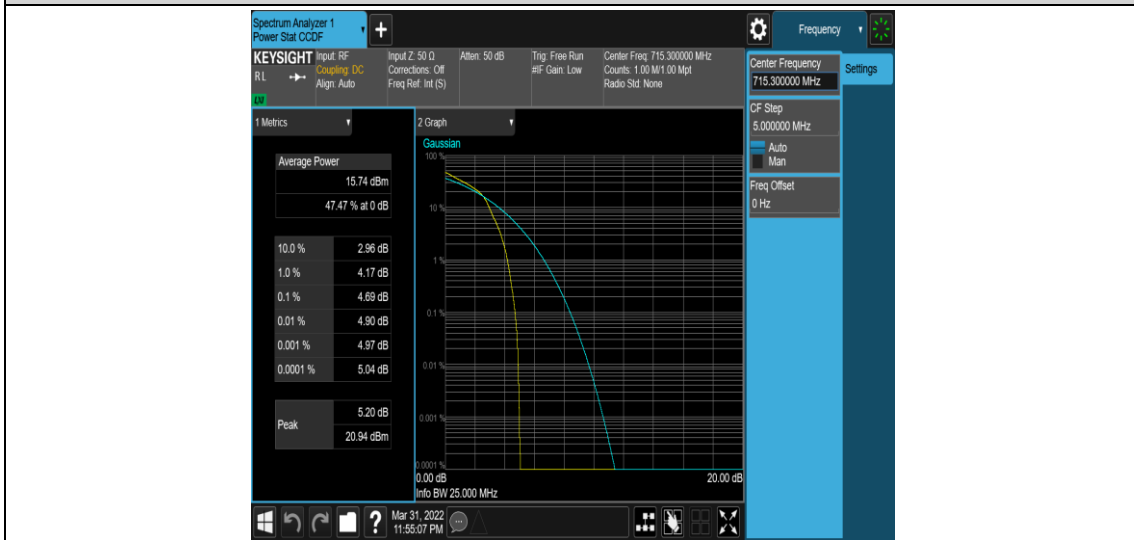 Spectrum Analyzer 1
Power Stat CCDF
+
Frequency
KEYSIGHT
Input: RF
Coupling: DC
Align: Auto
RL
Input Z: 50 Ω
Corrections: Off
Freq Ref: Int (S)
Atten: 50 dB
Trig: Free Run
#IF Gain: Low
Center Freq: 715.300000 MHz
Counts: 1.00 M/1.00 Mpt
Radio Std: None
Center Frequency
715.300000 MHz
Settings
CF Step
5.000000 MHz
Auto
Man
Freq Offset
0 Hz
1 Metrics
Average Power
15.74 dBm
47.47 % at 0 dB
10.0 % 2.96 dB
1.0 % 4.17 dB
0.1 % 4.69 dB
0.01 % 4.90 dB
0.001 % 4.97 dB
0.0001 % 5.04 dB
Peak
5.20 dB
20.94 dBm
2 Graph
Gaussian
100 %
10 %
1 %
0.1 %
0.01 %
0.001 %
0.0001 %
0.00 dB
20.00 dB
Info BW 25.000 MHz
?
Mar 31, 2022
11:55:07 PM